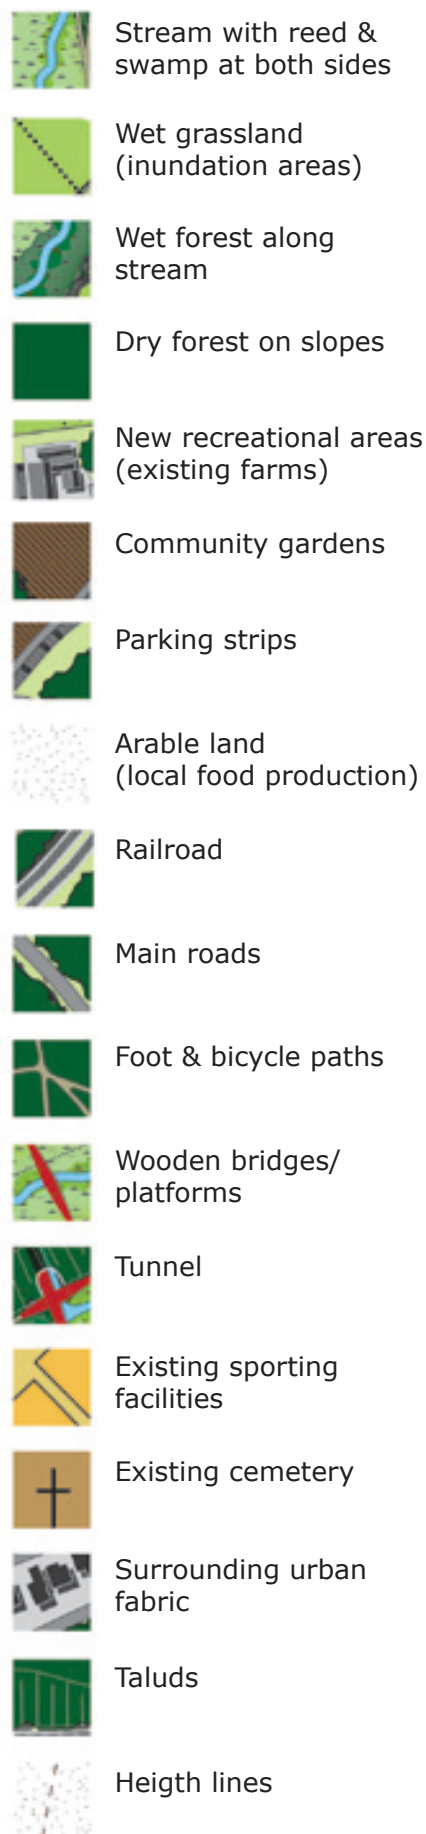 Stream with reed &
swamp at both sides
Wet grassland
(inundation areas)
Wet forest along
stream
Dry forest on slopes
New recreational areas
(existing farms)
Community gardens
Parking strips
Arable land
(local food production)
Railroad
Main roads
Foot & bicycle paths
Wooden bridges/
platforms
Tunnel
Existing sporting
facilities
Existing cemetery
Surrounding urban
fabric
Taluds
Heigth lines